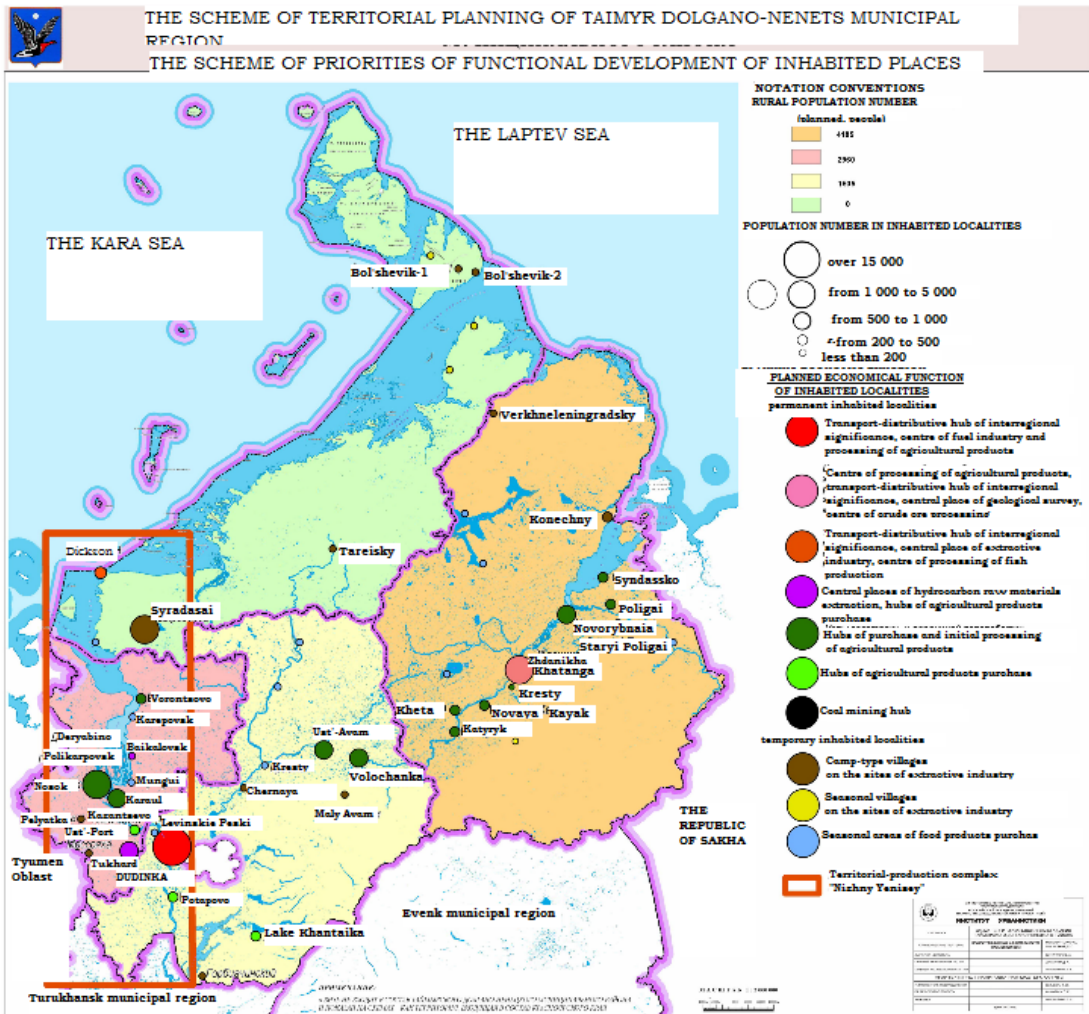 THE SCHEME OF TERRITORIAL PLANNING OF TAIMYR DOLGANO-NENETS MUNICIPAL
REGION
THE SCHEME OF PRIORITIES OF FUNCTIONAL DEVELOPMENT OF INHABITED PLACES
NOTATION CONVENTIONS
RURAL POPULATION NUMBER
(planned, people)
4185
2960
0
POPULATION NUMBER IN INHABITED LOCALITIES
over 15 000
from 1 000 to 5 000
from 500 to 1 000
from 200 to 500
less than 200
PLANNED ECONOMICAL FUNCTION
OF INHABITED LOCALITIES
permanent inhabited localities
Transport-distributive hub of interregional
significance, centre of fuel industry and
processing of agricultural products
Centre of processing of agricultural products,
transport-distributive hub of interregional
significance, central place of geological survey,
centre of crude ore processing
Transport-distributive hub of interregional
significance, central place of extractive
industry, centre of processing of fish
production
Central places of hydrocarbon raw materials
extraction, hubs of agricultural products
purchase
Hubs of purchase and initial processing
of agricultural products
Hubs of agricultural products purchase
Coal mining hub
temporary inhabited localities
Camp-type villages
on the sites of extractive industry
Seasonal villages
on the sites of extractive industry
Seasonal areas of food products purchas
Territorial-production complex
"Nizhny Yenisey"
THE LAPTEV SEA
THE KARA SEA
Bol'shevik-1
Bol'shevik-2
Verkhneleningradsky
Konechny
Tareisky
Dickson
Syndassko
Poligai
Syradasai
Novorybnaia
Staryi Poligai
Zhdanikha
Khatanga
Kresty
Vorontsovo
Kheta
Novaya
Kayak
Karepovsk
Katyryk
Deryabino
Ust'-Avam
Baikalovsk
Polikarpovsk
Kresty
Volochanka
Mungui
Nosok
Karaul
Chernaya
Maly Avam
Kazantsevo
Pelyatka
Levinskie Peski
Ust'-Port
THE
REPUBLIC
OF SAKHA
Tyumen
Oblast
Tukhard
DUDINKA
Potapovo
Evenk municipal region
Lake Khantaika
Горбиачинский
Turukhansk municipal region
ИНСТИТУТ УРБАНИСТИКИ